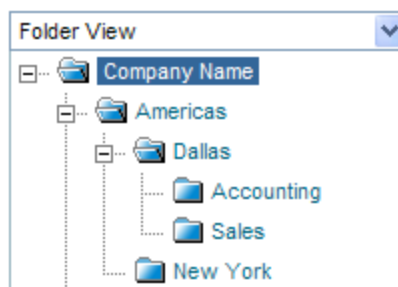 Folder View
Company Name
Americas
Dallas
Accounting
Sales
New York